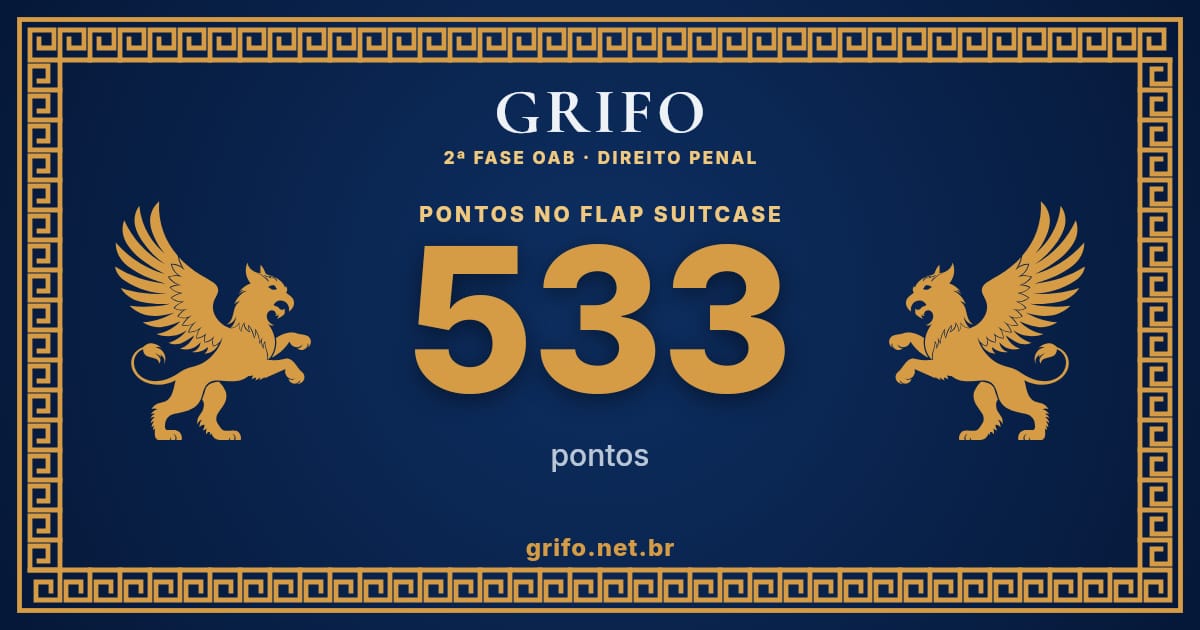 GRIFO
2ª FASE OAB · DIREITO PENAL
PONTOS NO FLAP SUITCASE
533
pontos
grifo.net.br